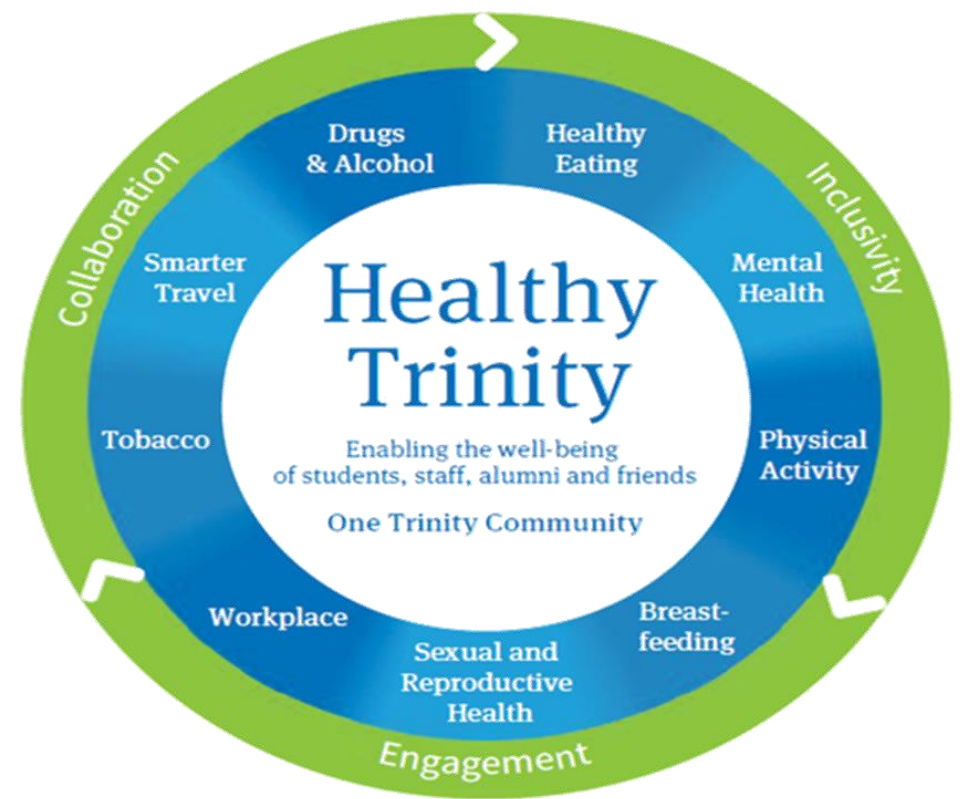 Healthy
Trinity
Enabling the well-being
of students, staff, alumni and friends
One Trinity Community
Healthy
Eating
Mental
Health
Physical
Activity
Breast-
feeding
Sexual and
Reproductive
Health
Workplace
Tobacco
Smarter
Travel
Drugs
& Alcohol
Inclusivity
Engagement
Collaboration